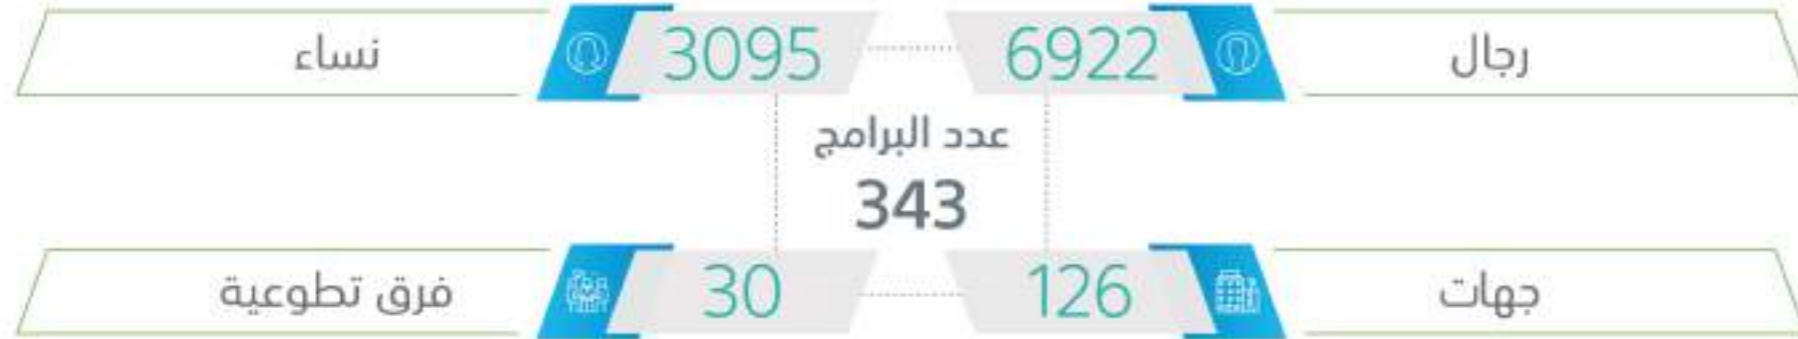 رجال
6922
3095
نساء
عدد البرامج
343
جهات
126
30
فرق تطوعية